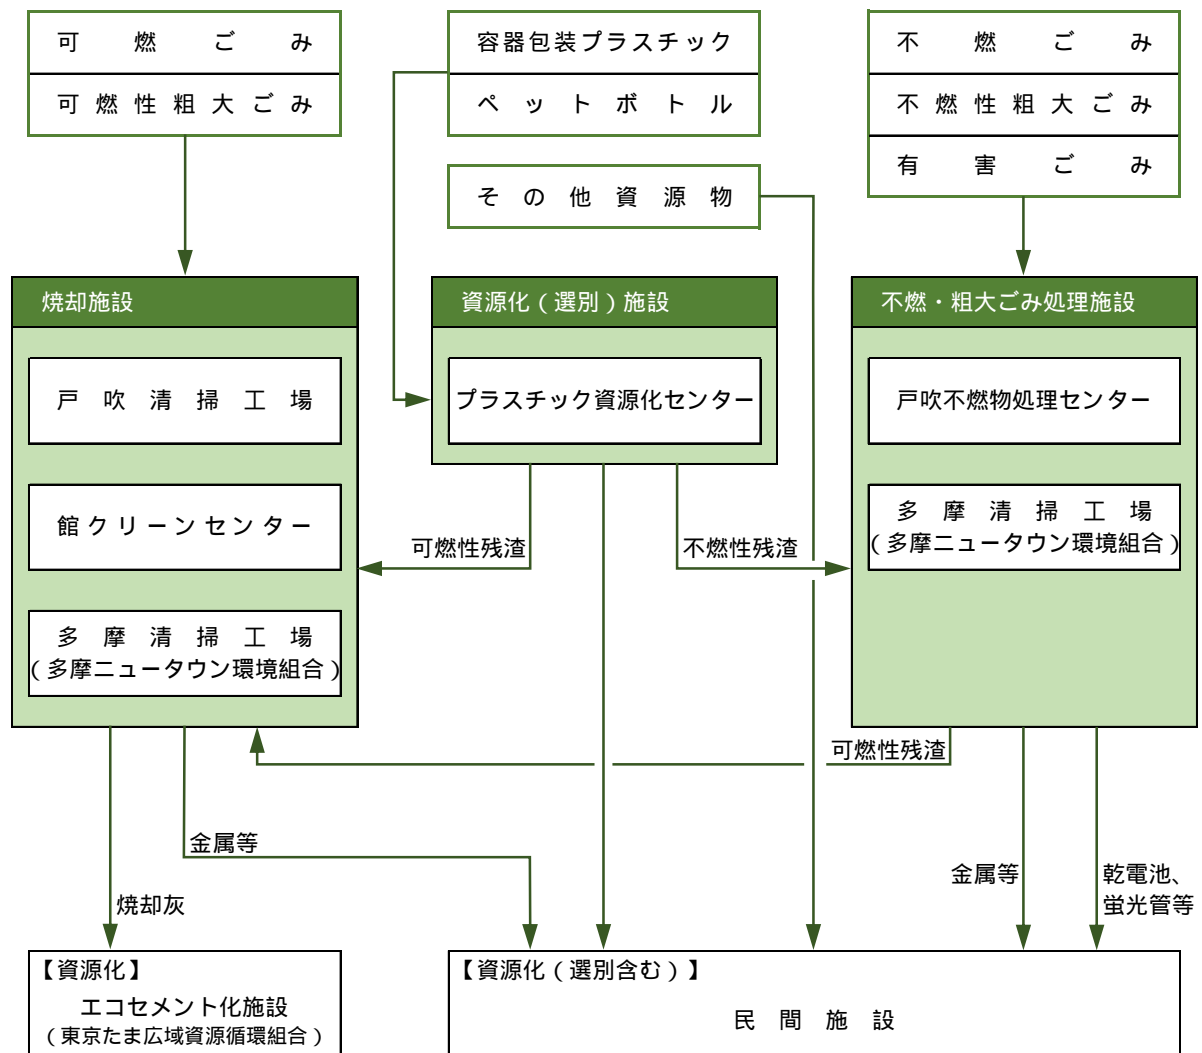 可燃ごみ
可燃性粗大ごみ
容器包装プラスチック
ペットボトル
その他資源物
不燃ごみ
不燃性粗大ごみ
有害ごみ
焼却施設
戸吹清掃工場
館クリーンセンター
多摩清掃工場
(多摩ニュータウン環境組合)
資源化(選別)施設
プラスチック資源化センター
不燃・粗大ごみ処理施設
戸吹不燃物処理センター
多摩清掃工場
(多摩ニュータウン環境組合)
可燃性残渣
不燃性残渣
可燃性残渣
金属等
焼却灰
金属等
乾電池、
蛍光管等
【資源化】
エコセメント化施設
(東京たま広域資源循環組合)
【資源化(選別含む)】
民間施設